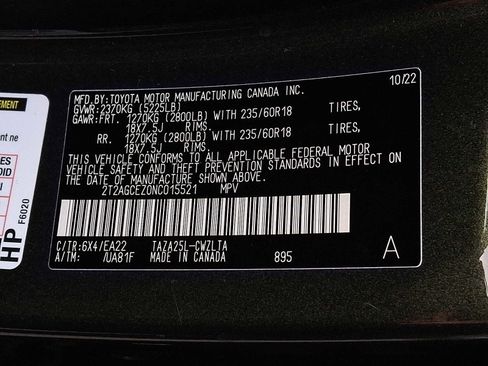 MFD.BY:TOYOTA MOTOR MANUFACTURING CANADA INC. 10/22
GVWR:2370KG (5225LB)
GAWR:FRT. 1270KG (2800LB) WITH 235/60R18 TIRES,
18X7.5J RIMS.
RR. 1270KG (2800LB) WITH 235/60R18 TIRES,
18X7.5J RIMS.
THIS VEHICLE CONFORMS TO ALL APPLICABLE FEDERAL MOTOR
VEHICLE SAFETY AND THEFT PREVENTION STANDARDS IN EFFECT ON
THE DATE OF MANUFACTURE SHOWN ABOVE.
2T2AGCEZ0NC015521 MPV
C/TR:6X4/EA22 TAZA25L-CWZLTA
A/TM: /UA81F MADE IN CANADA 895 A
HP
F6020